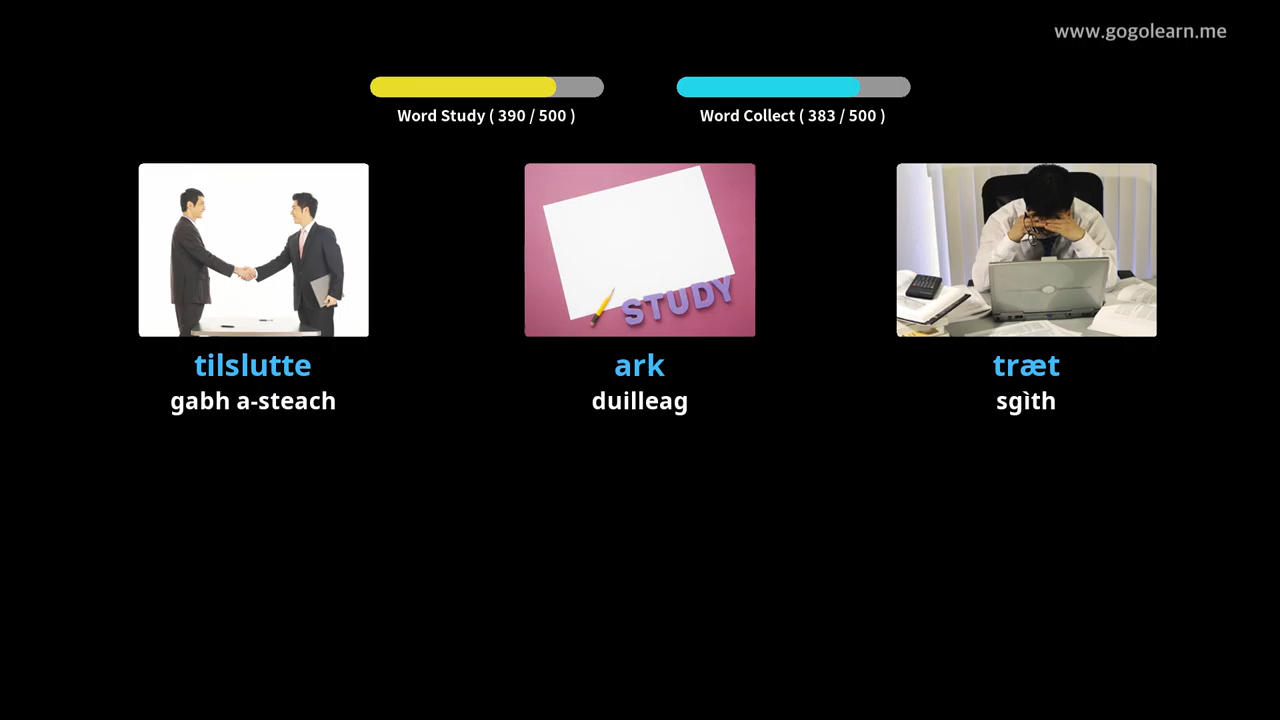 www.gogolearn.me
Word Study ( 390 / 500 )
Word Collect ( 383 / 500 )
STUDY
tilslutte
ark
træt
gabh a-steach
duilleag
sgìth